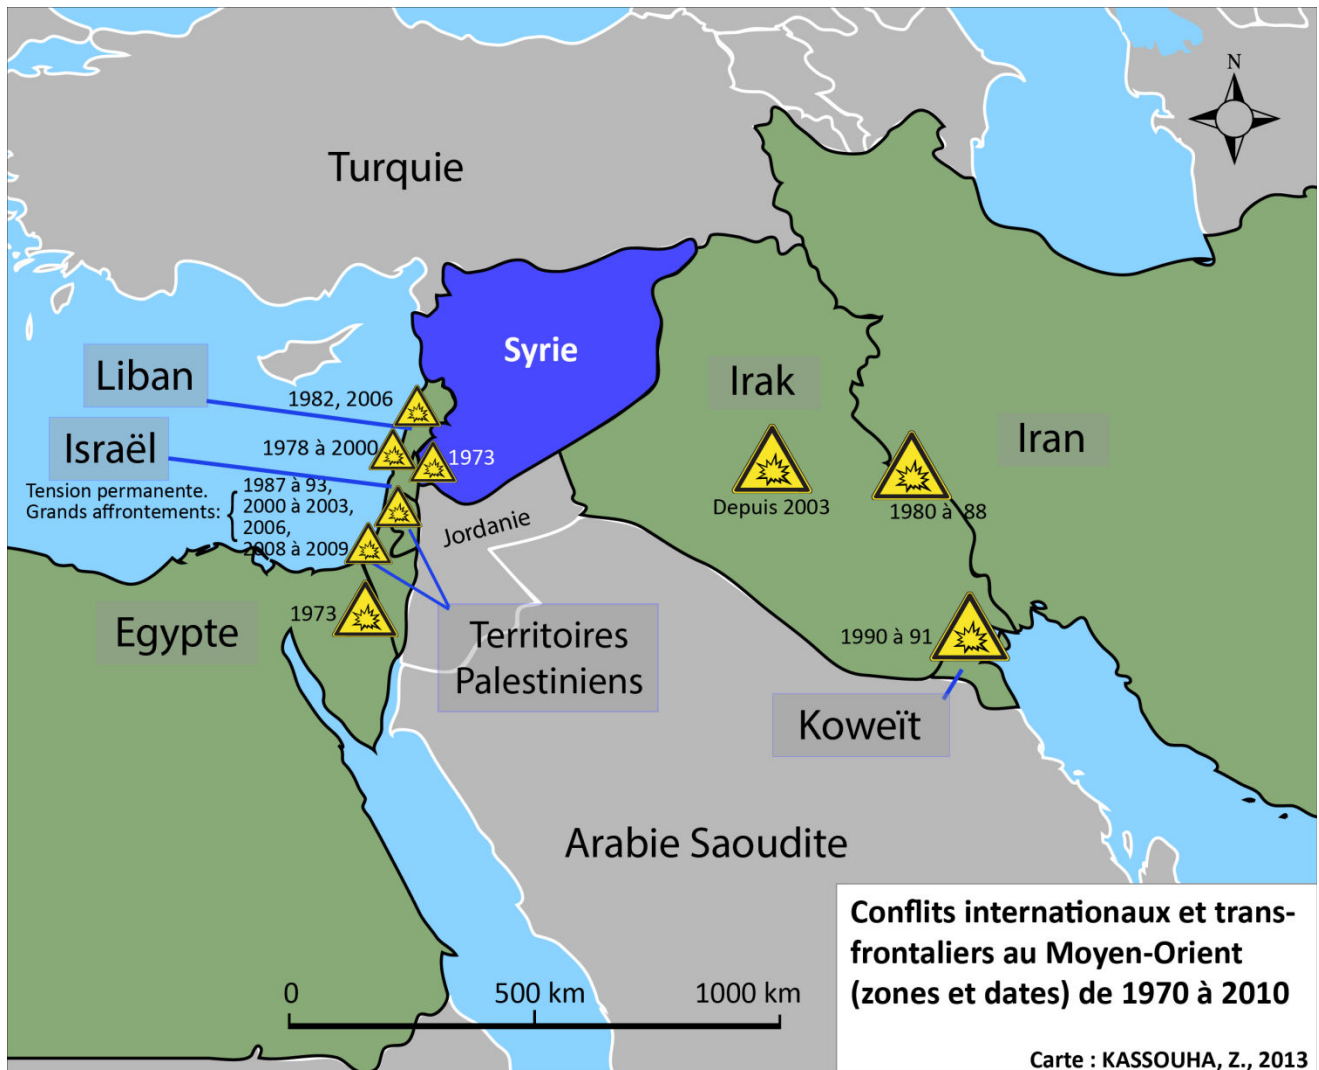 N
Turquie
Syrie
Liban
1982, 2006
Irak
Iran
Israël
1978 à 2000
1973
Tension permanente.
Grands affrontements:
1987 à 93,
2000 à 2003,
2006,
2008 à 2009
Depuis 2003
1980 à 88
Jordanie
Egypte
1973
Territoires
Palestiniens
1990 à 91
Koweït
Arabie Saoudite
0 500 km 1000 km
Conflits internationaux et trans-
frontaliers au Moyen-Orient
(zones et dates) de 1970 à 2010
Carte : KASSOUHA, Z., 2013